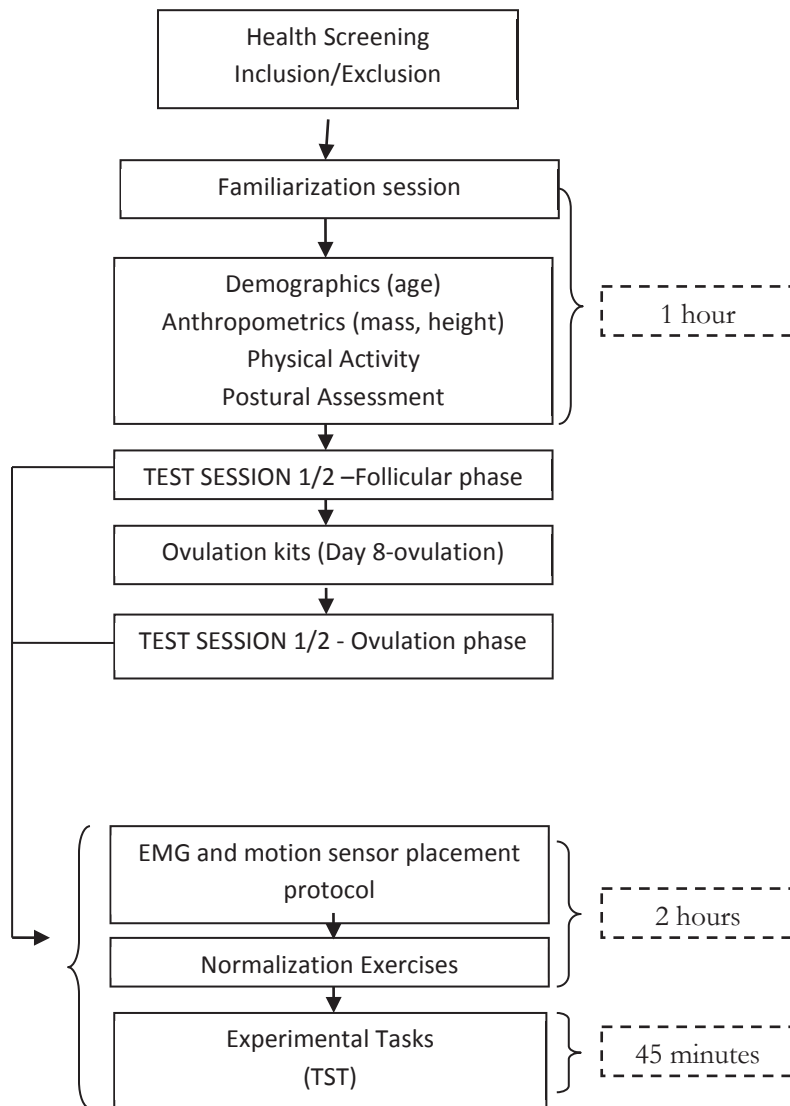 Health Screening
Inclusion/Exclusion
Familiarization session
Demographics (age)
Anthropometrics (mass, height)
Physical Activity
Postural Assessment
1 hour
TEST SESSION 1/2 –Follicular phase
Ovulation kits (Day 8-ovulation)
TEST SESSION 1/2 - Ovulation phase
EMG and motion sensor placement
protocol
Normalization Exercises
2 hours
Experimental Tasks
(TST)
45 minutes